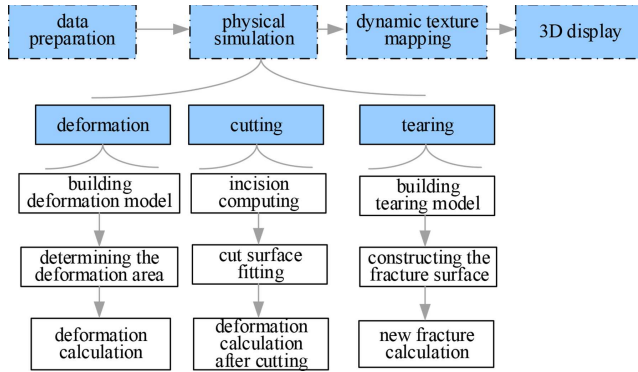 data
preparation
physical
simulation
dynamic texture
mapping
3D display
deformation
cutting
tearing
building
deformation model
incision
computing
building
tearing model
determining the
deformation area
cut surface
fitting
constructing the
fracture surface
deformation
calculation
deformation
calculation
after cutting
new fracture
calculation